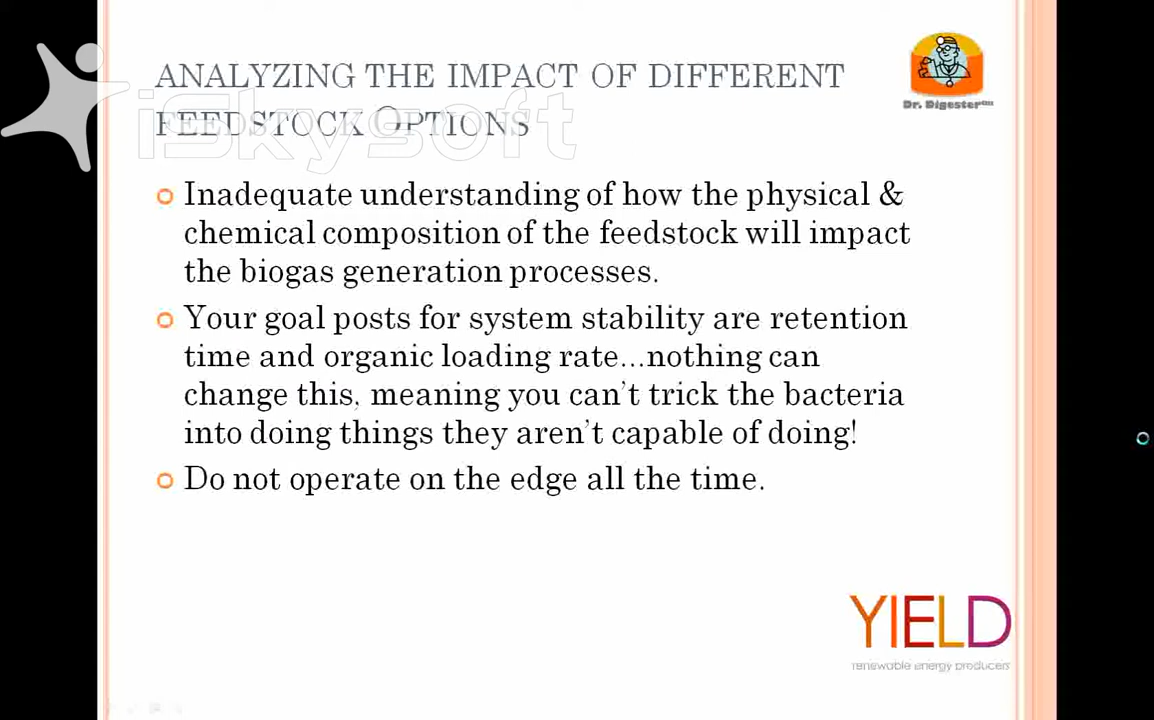 ANALYZING THE IMPACT OF DIFFERENT
FEEDSTOCK OPTIONS
iSkysoft
Dr. Digester™
Inadequate understanding of how the physical &
chemical composition of the feedstock will impact
the biogas generation processes.
Your goal posts for system stability are retention
time and organic loading rate...nothing can
change this, meaning you can't trick the bacteria
into doing things they aren't capable of doing!
Do not operate on the edge all the time.
YIELD
renewable energy producers